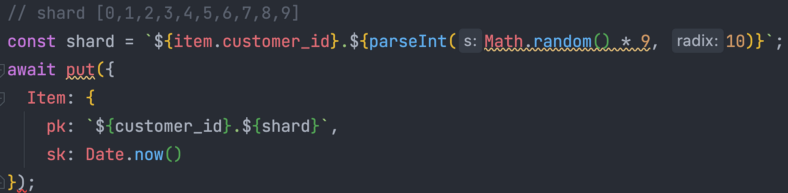 // shard [0,1,2,3,4,5,6,7,8,9]
const shard = `${item.customer_id}.${parseInt( s: Math.random() * 9, radix: 10)}`;
await put({
Item: {
pk: `${customer_id}.${shard}`,
sk: Date.now()
});